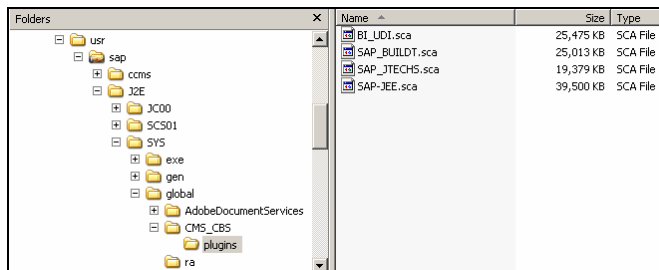 Folders
usr
sap
ccms
J2E
JC00
SCS01
SYS
exe
gen
global
AdobeDocumentServices
CMS_CBS
plugins
ra
Name Size Type
BI_UDI.sca 25,475 KB SCA File
SAP_BUILDT.sca 25,013 KB SCA File
SAP_JTECHS.sca 19,379 KB SCA File
SAP-JEE.sca 39,500 KB SCA File